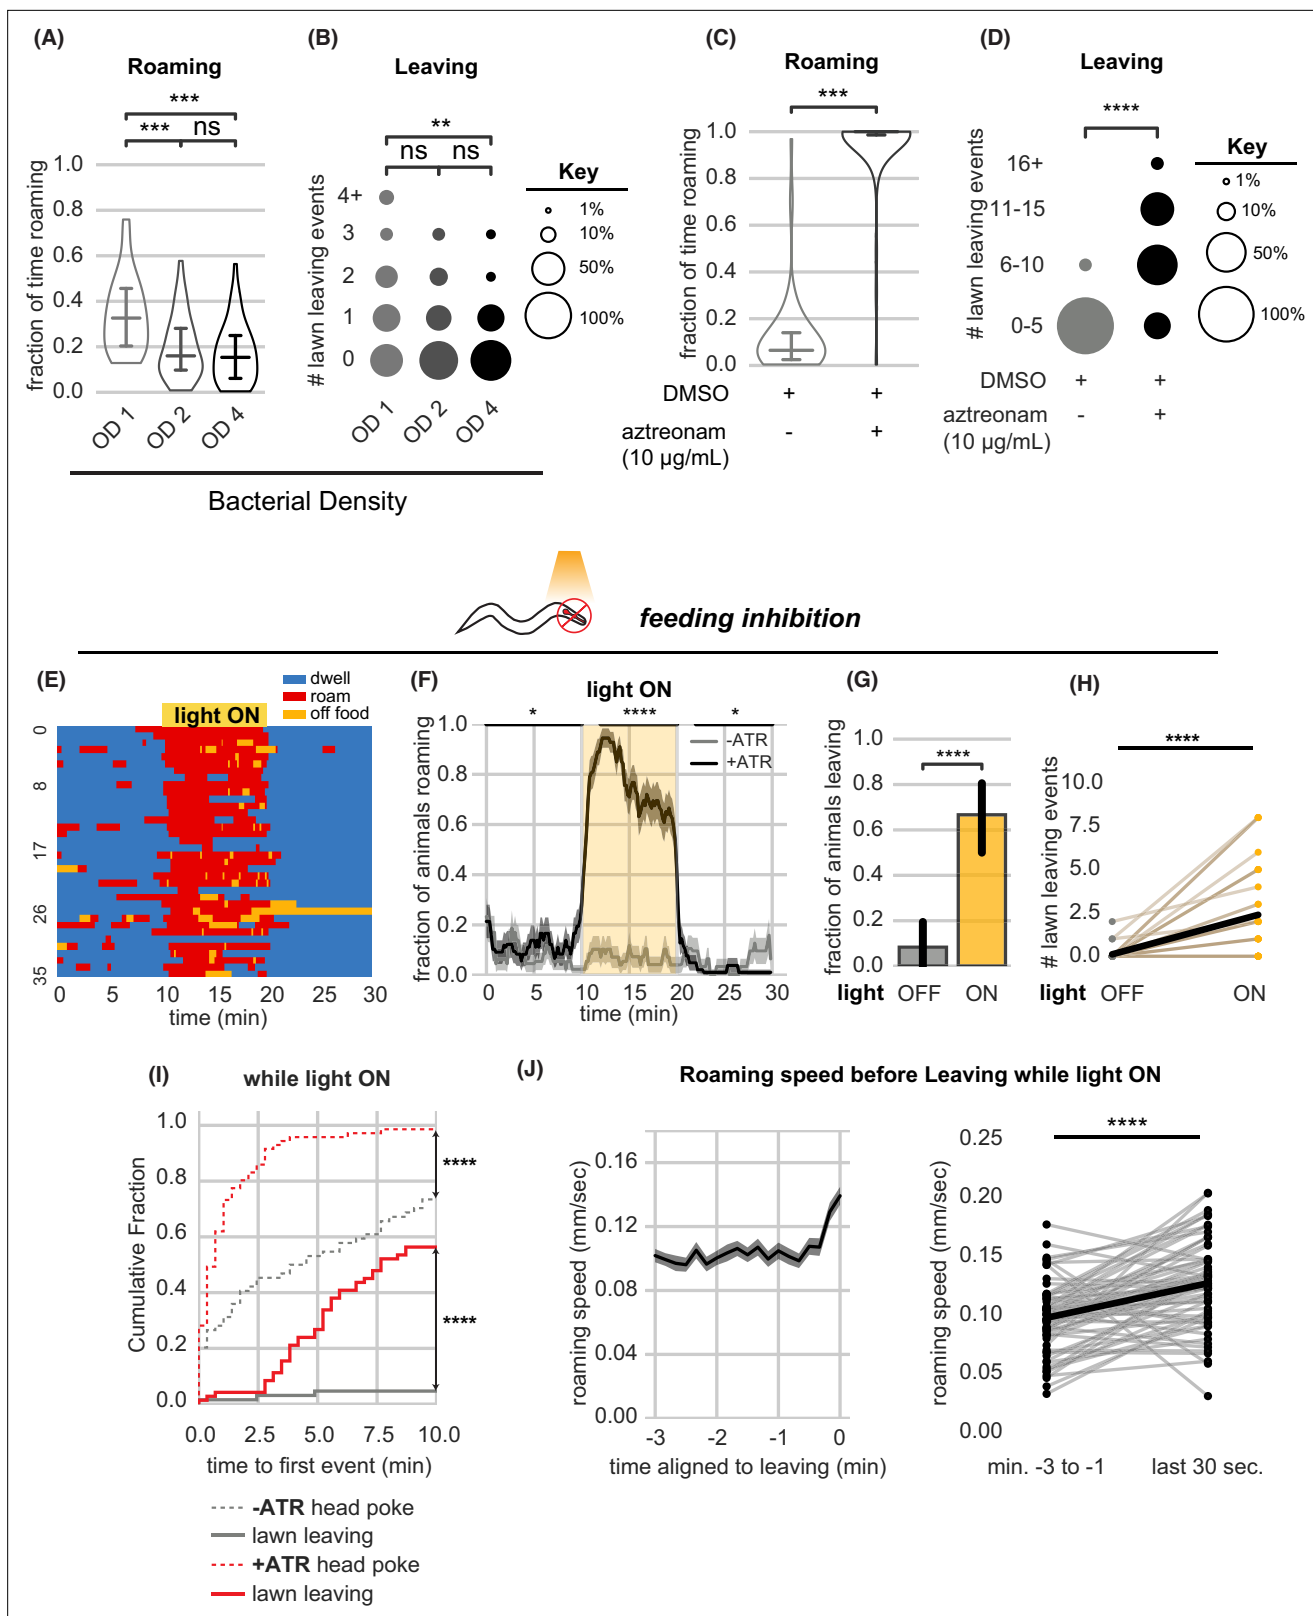 (A)
Roaming
***
***
ns
fraction of time roaming
1.0
0.8
0.6
0.4
0.2
0.0
OD 1
OD 2
OD 4
(B)
Leaving
**
ns
ns
# lawn leaving events
4+
3
2
1
0
OD 1
OD 2
OD 4
Key
1%
10%
50%
100%
Bacterial Density
(C)
Roaming
***
fraction of time roaming
1.0
0.8
0.6
0.4
0.2
0.0
DMSO + +
aztreonam - +
(10 µg/mL)
(D)
Leaving
****
# lawn leaving events
16+
11-15
6-10
0-5
DMSO + +
aztreonam - +
(10 µg/mL)
Key
1%
10%
50%
100%
feeding inhibition
(E)
dwell
roam
off food
light ON
0
8
17
26
35
0 5 10 15 20 25 30
time (min)
(F)
light ON
* **** *
-ATR
+ATR
fraction of animals roaming
1.0
0.8
0.6
0.4
0.2
0.0
0 5 10 15 20 25 30
time (min)
(G)
****
fraction of animals leaving
1.0
0.8
0.6
0.4
0.2
0.0
light OFF ON
(H)
****
# lawn leaving events
10.0
7.5
5.0
2.5
0.0
light OFF ON
(I)
while light ON
Cumulative Fraction
1.0
0.8
0.6
0.4
0.2
0.0
****
****
0.0 2.5 5.0 7.5 10.0
time to first event (min)
-ATR head poke
lawn leaving
+ATR head poke
lawn leaving
(J)
Roaming speed before Leaving while light ON
roaming speed (mm/sec)
0.16
0.12
0.08
0.04
0.00
-3 -2 -1 0
time aligned to leaving (min)
****
roaming speed (mm/sec)
0.25
0.20
0.15
0.10
0.05
0.00
min. -3 to -1
last 30 sec.